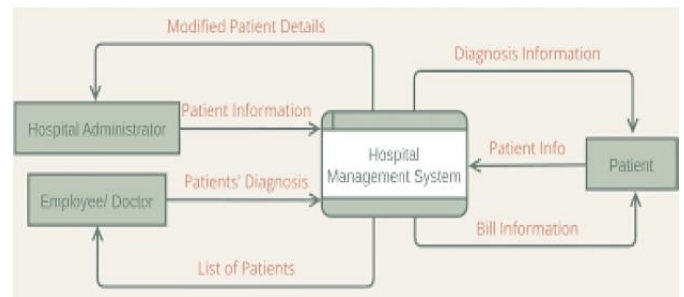 Modified Patient Details
Diagnosis Information
Patient Information
Hospital Administrator
Hospital
Management System
Patient Info
Patient
Patients' Diagnosis
Employee/ Doctor
Bill Information
List of Patients